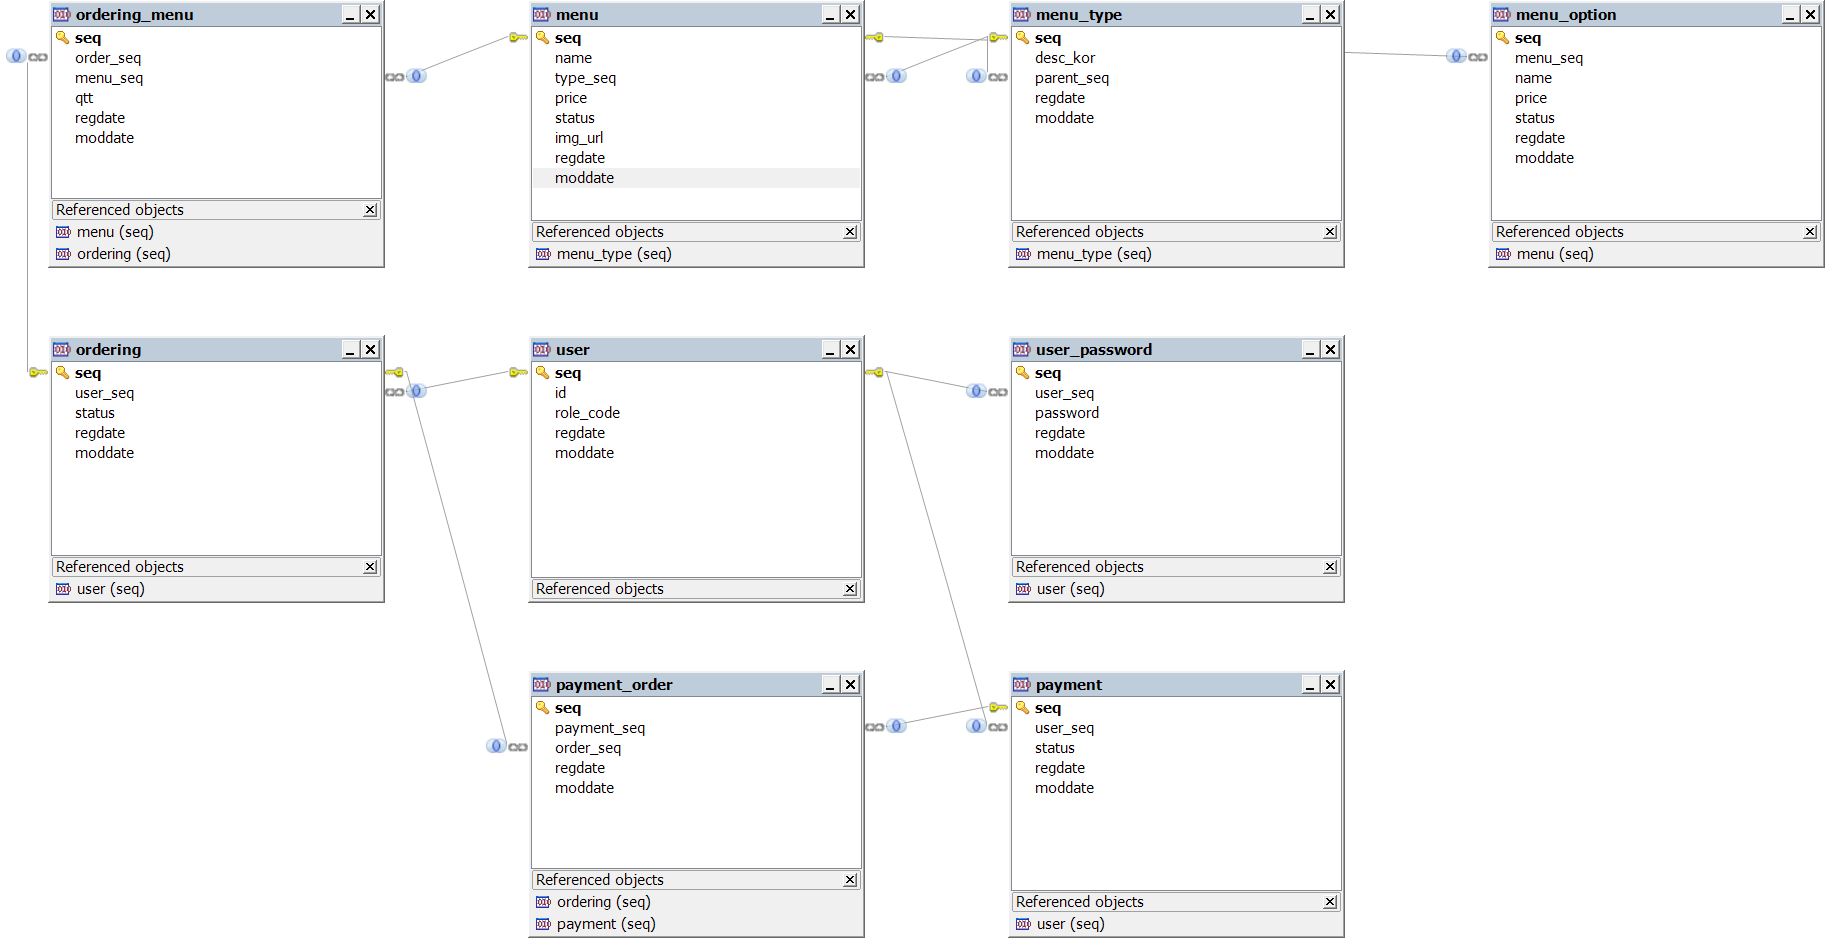 ordering_menu
seq
order_seq
menu_seq
qtt
regdate
moddate
Referenced objects
menu (seq)
ordering (seq)
menu
seq
name
type_seq
price
status
img_url
regdate
moddate
Referenced objects
menu_type (seq)
menu_type
seq
desc_kor
parent_seq
regdate
moddate
Referenced objects
menu_type (seq)
menu_option
seq
menu_seq
name
price
status
regdate
moddate
Referenced objects
menu (seq)
ordering
seq
user_seq
status
regdate
moddate
Referenced objects
user (seq)
user
seq
id
role_code
regdate
moddate
Referenced objects
user_password
seq
user_seq
password
regdate
moddate
Referenced objects
user (seq)
payment_order
seq
payment_seq
order_seq
regdate
moddate
Referenced objects
ordering (seq)
payment (seq)
payment
seq
user_seq
status
regdate
moddate
Referenced objects
user (seq)